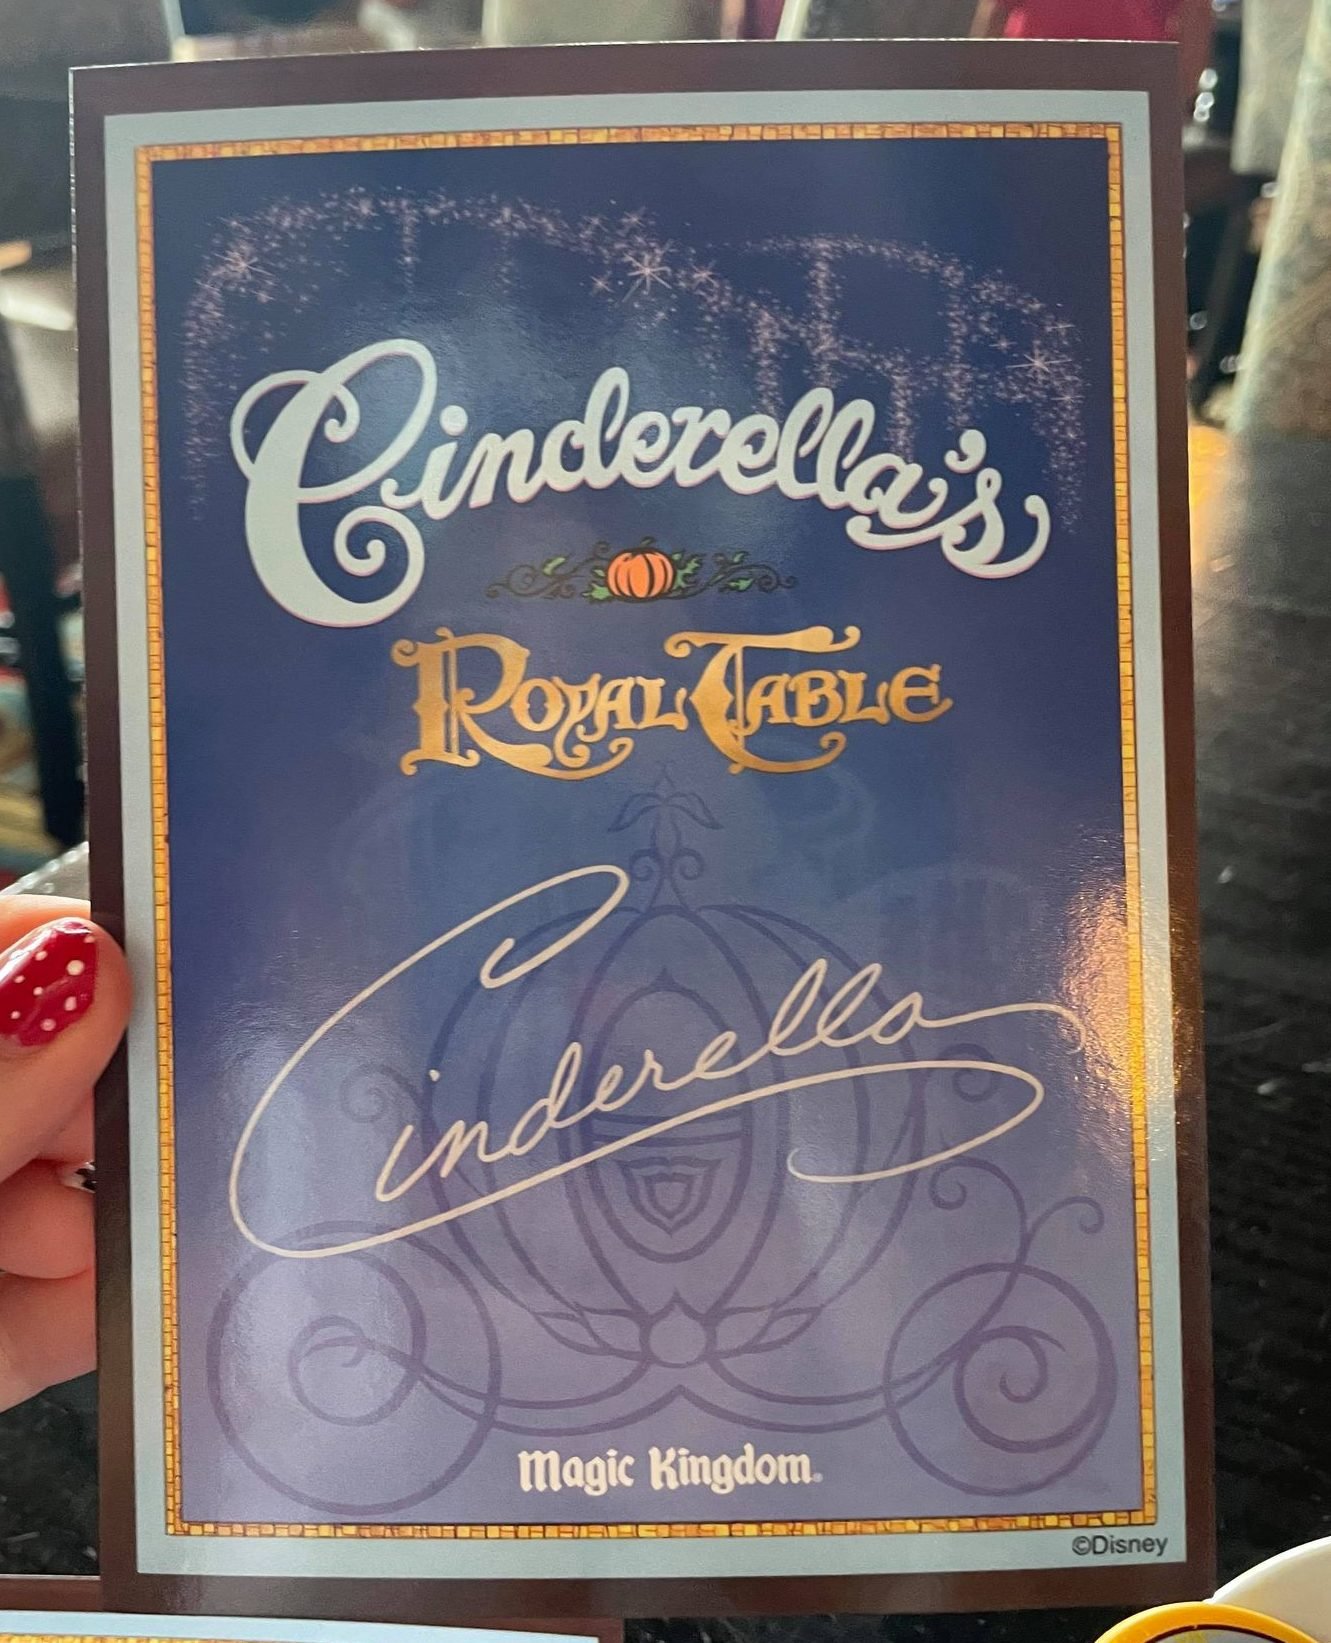 Cinderella's
Royal Table
Cinderella
Magic Kingdom.
©Disney